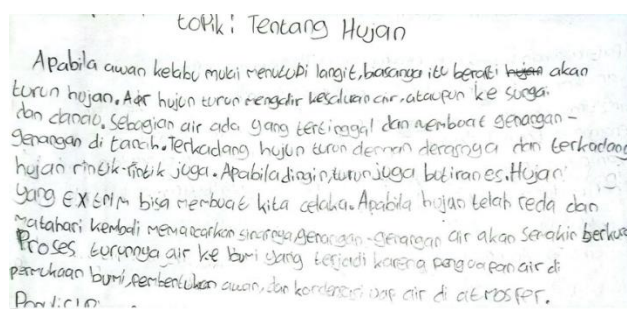 toPik: Tentang Hujan
Apabila awan kelabu mulai menutupi langit, biasanya itu berarti hujan akan
turun hujan. Air hujan turun mengalir kesaluran air, ataupun ke sungai
dan danau. Sebagian air ada yang tertinggal dan membuat genangan -
genangan di tanah. Terkadang hujan turun dengan derasnya dan terkadang
hujan rintik-rintik juga. Apabila dingin, turun juga butiran es. Hujan
yang EXtrim bisa membuat kita celaka. Apabila hujan telah reda dan
matahari kembali memancarkan sinarnya, genangan-genangan air akan
Proses turunnya air ke bumi yang terjadi karena penguapan air di
permukaan bumi, pembentukan awan, dan kondensasi uap air di atmosfer.